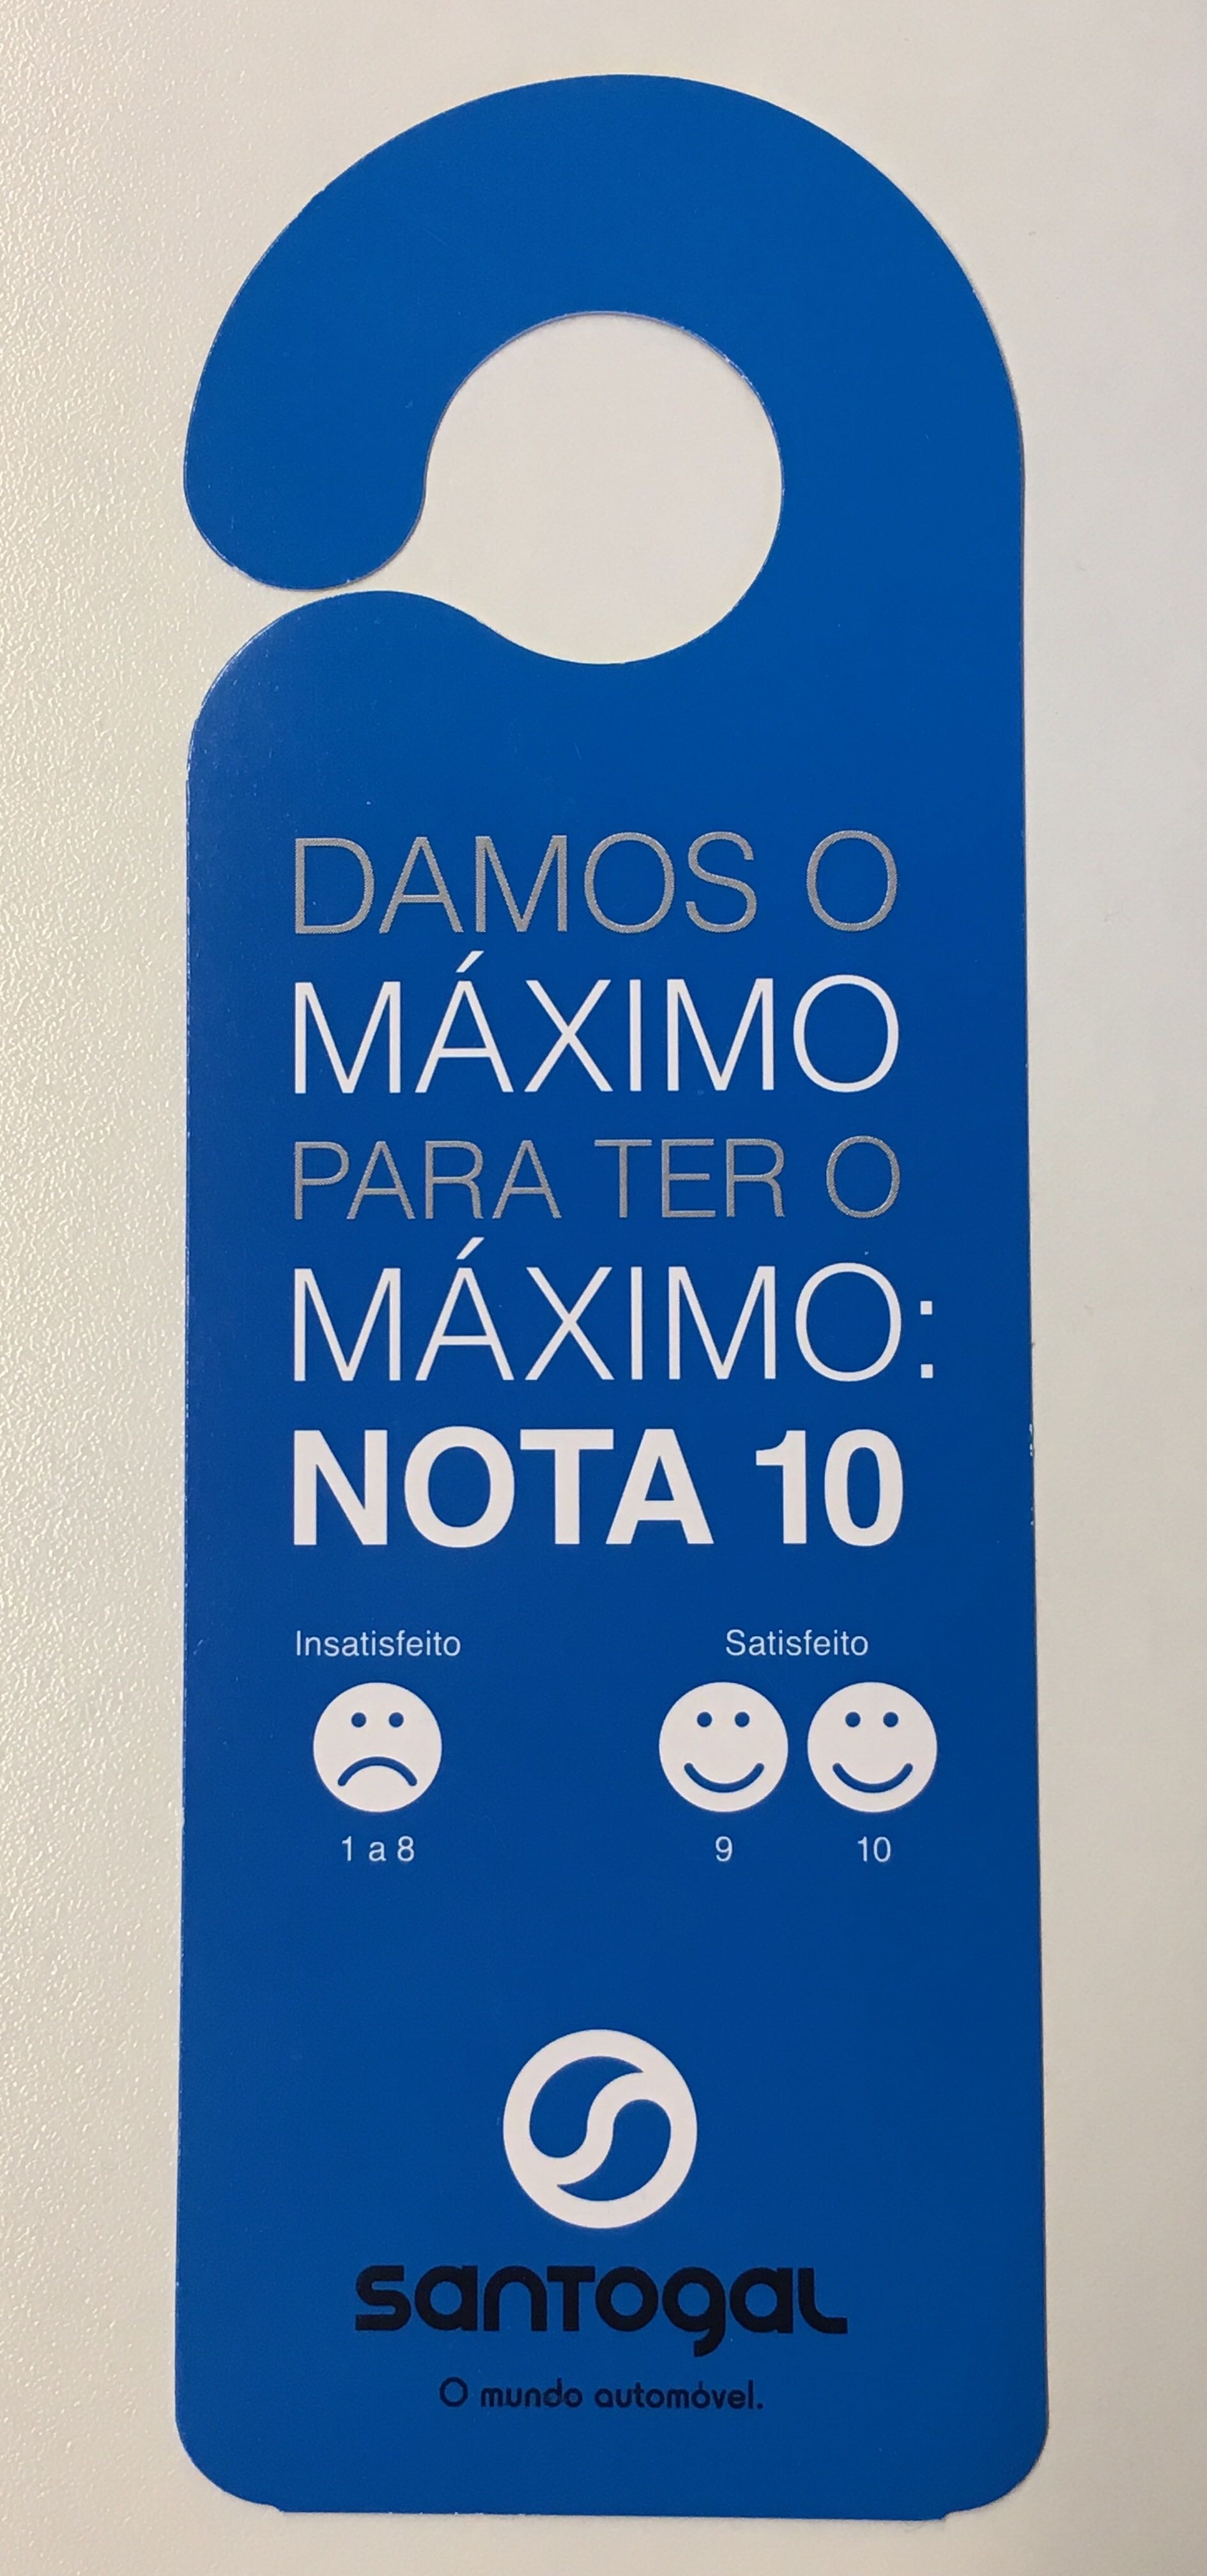 DAMOS O
MÁXIMO
PARA TER O
MÁXIMO:
NOTA 10
Insatisfeito Satisfeito
1 a 8 9 10
santogal
O mundo automóvel.